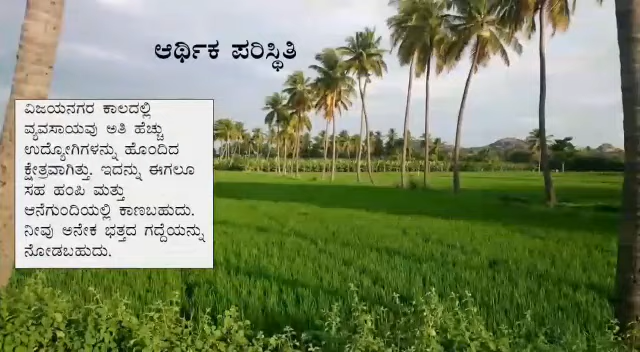 ಆರ್ಥಿಕ ಪರಿಸ್ಥಿತಿ
ವಿಜಯನಗರ ಕಾಲದಲ್ಲಿ
ವ್ಯವಸಾಯವು ಅತಿ ಹೆಚ್ಚು
ಉದ್ಯೋಗಿಗಳನ್ನು ಹೊಂದಿದ
ಕ್ಷೇತ್ರವಾಗಿತ್ತು. ಇದನ್ನು ಈಗಲೂ
ಸಹ ಹಂಪಿ ಮತ್ತು
ಆನೆಗುಂದಿಯಲ್ಲಿ ಕಾಣಬಹುದು.
ನೀವು ಅನೇಕ ಭತ್ತದ ಗದ್ದೆಯನ್ನು
ನೋಡಬಹುದು.